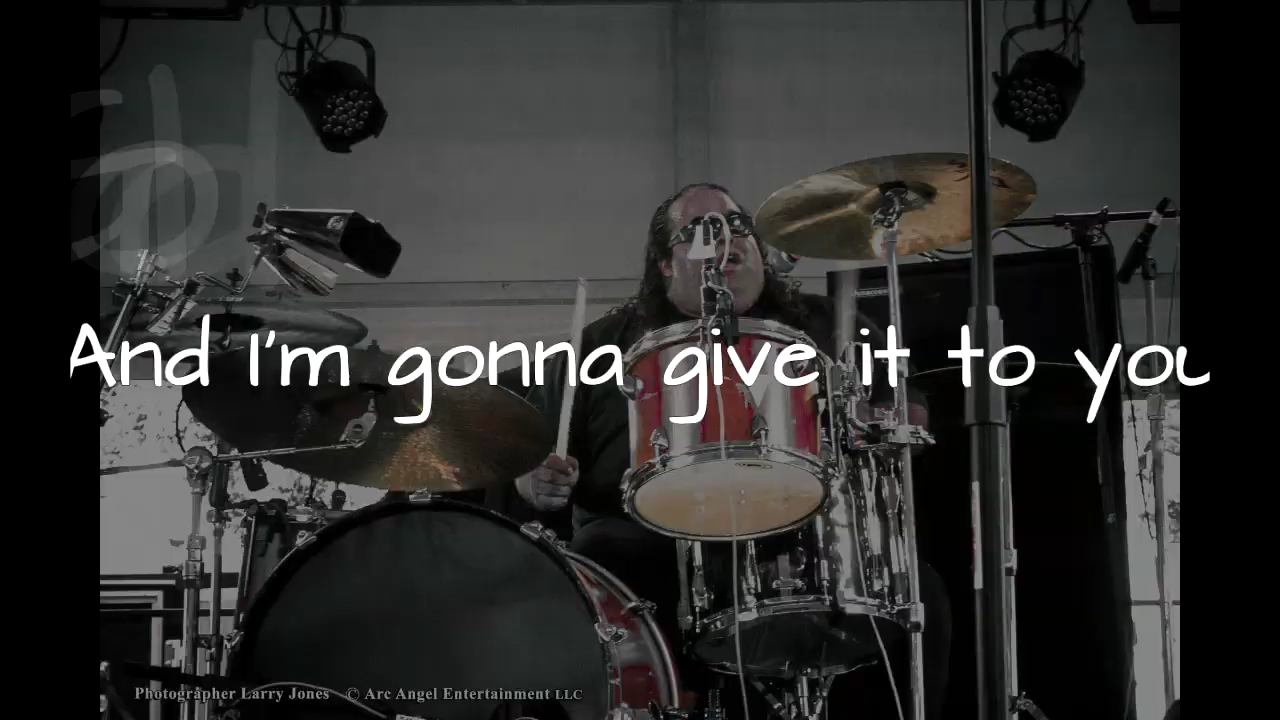 And I'm gonna give it to you
Photographer Larry Jones © Arc Angel Entertainment LLC